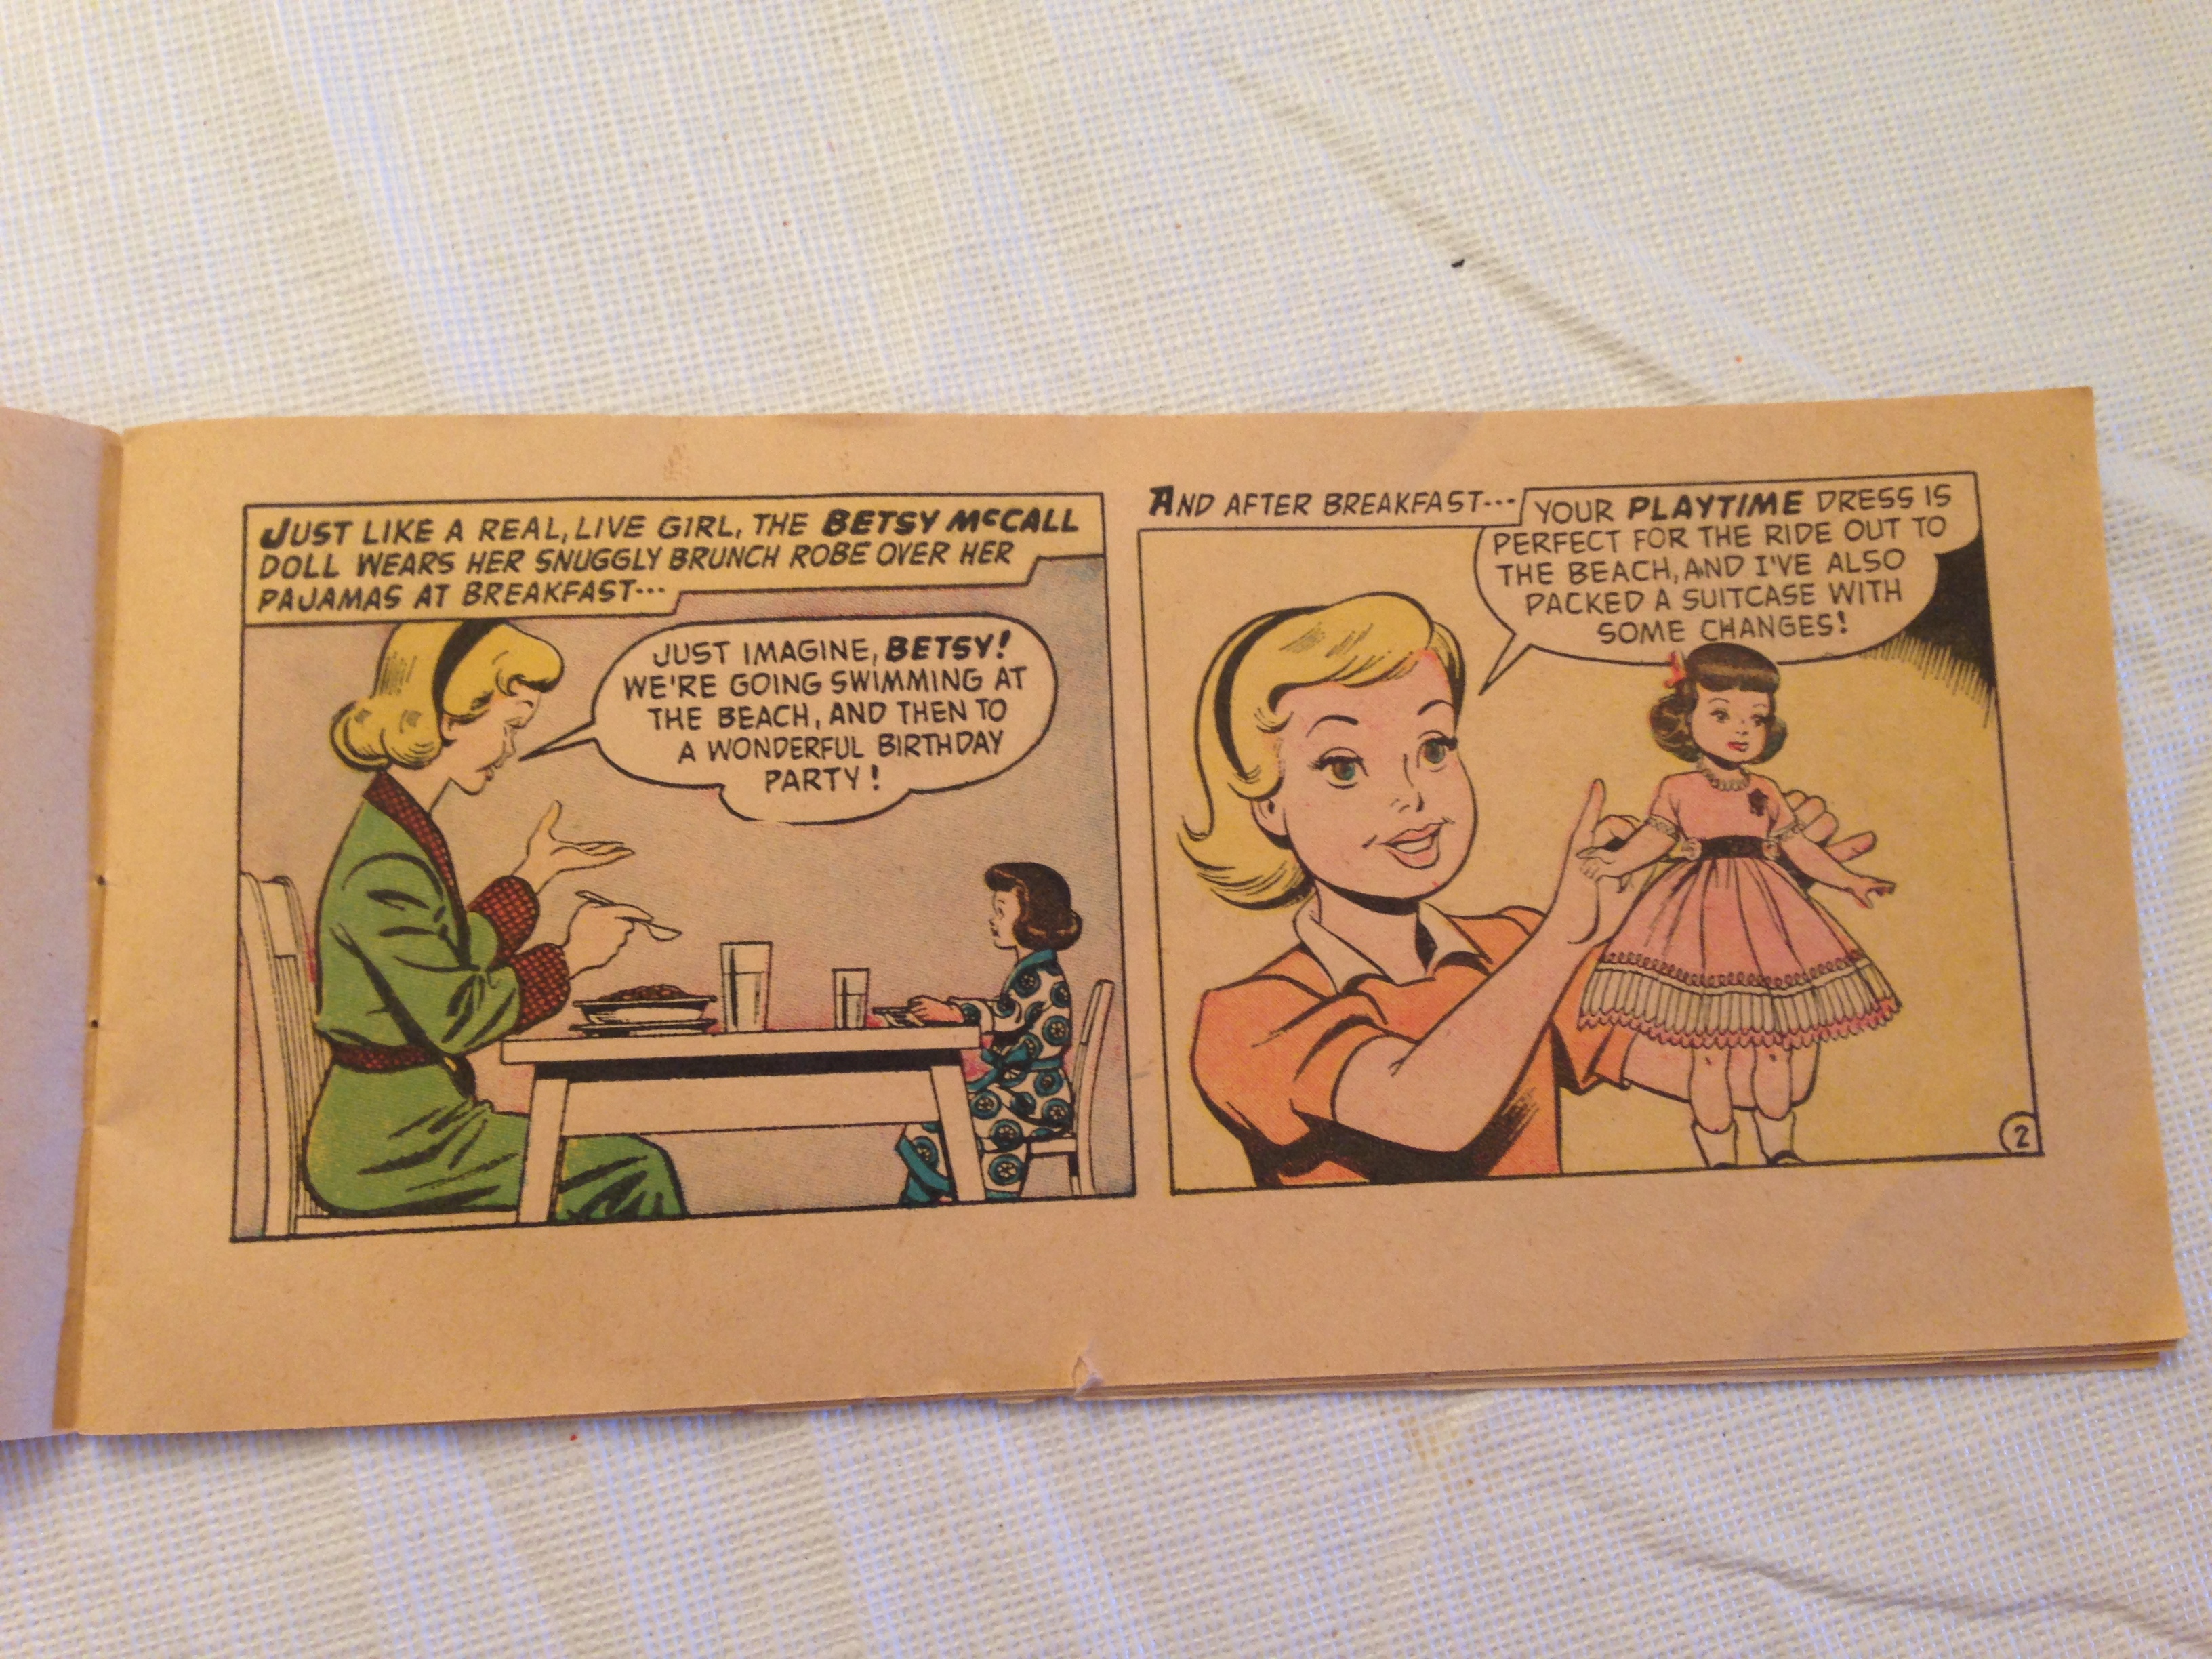 JUST LIKE A REAL, LIVE GIRL, THE BETSY McCALL
DOLL WEARS HER SNUGGLY BRUNCH ROBE OVER HER
PAJAMAS AT BREAKFAST---
JUST IMAGINE, BETSY!
WE'RE GOING SWIMMING AT
THE BEACH, AND THEN TO
A WONDERFUL BIRTHDAY
PARTY!
AND AFTER BREAKFAST---
YOUR PLAYTIME DRESS IS
PERFECT FOR THE RIDE OUT TO
THE BEACH, AND I'VE ALSO
PACKED A SUITCASE WITH
SOME CHANGES!
2